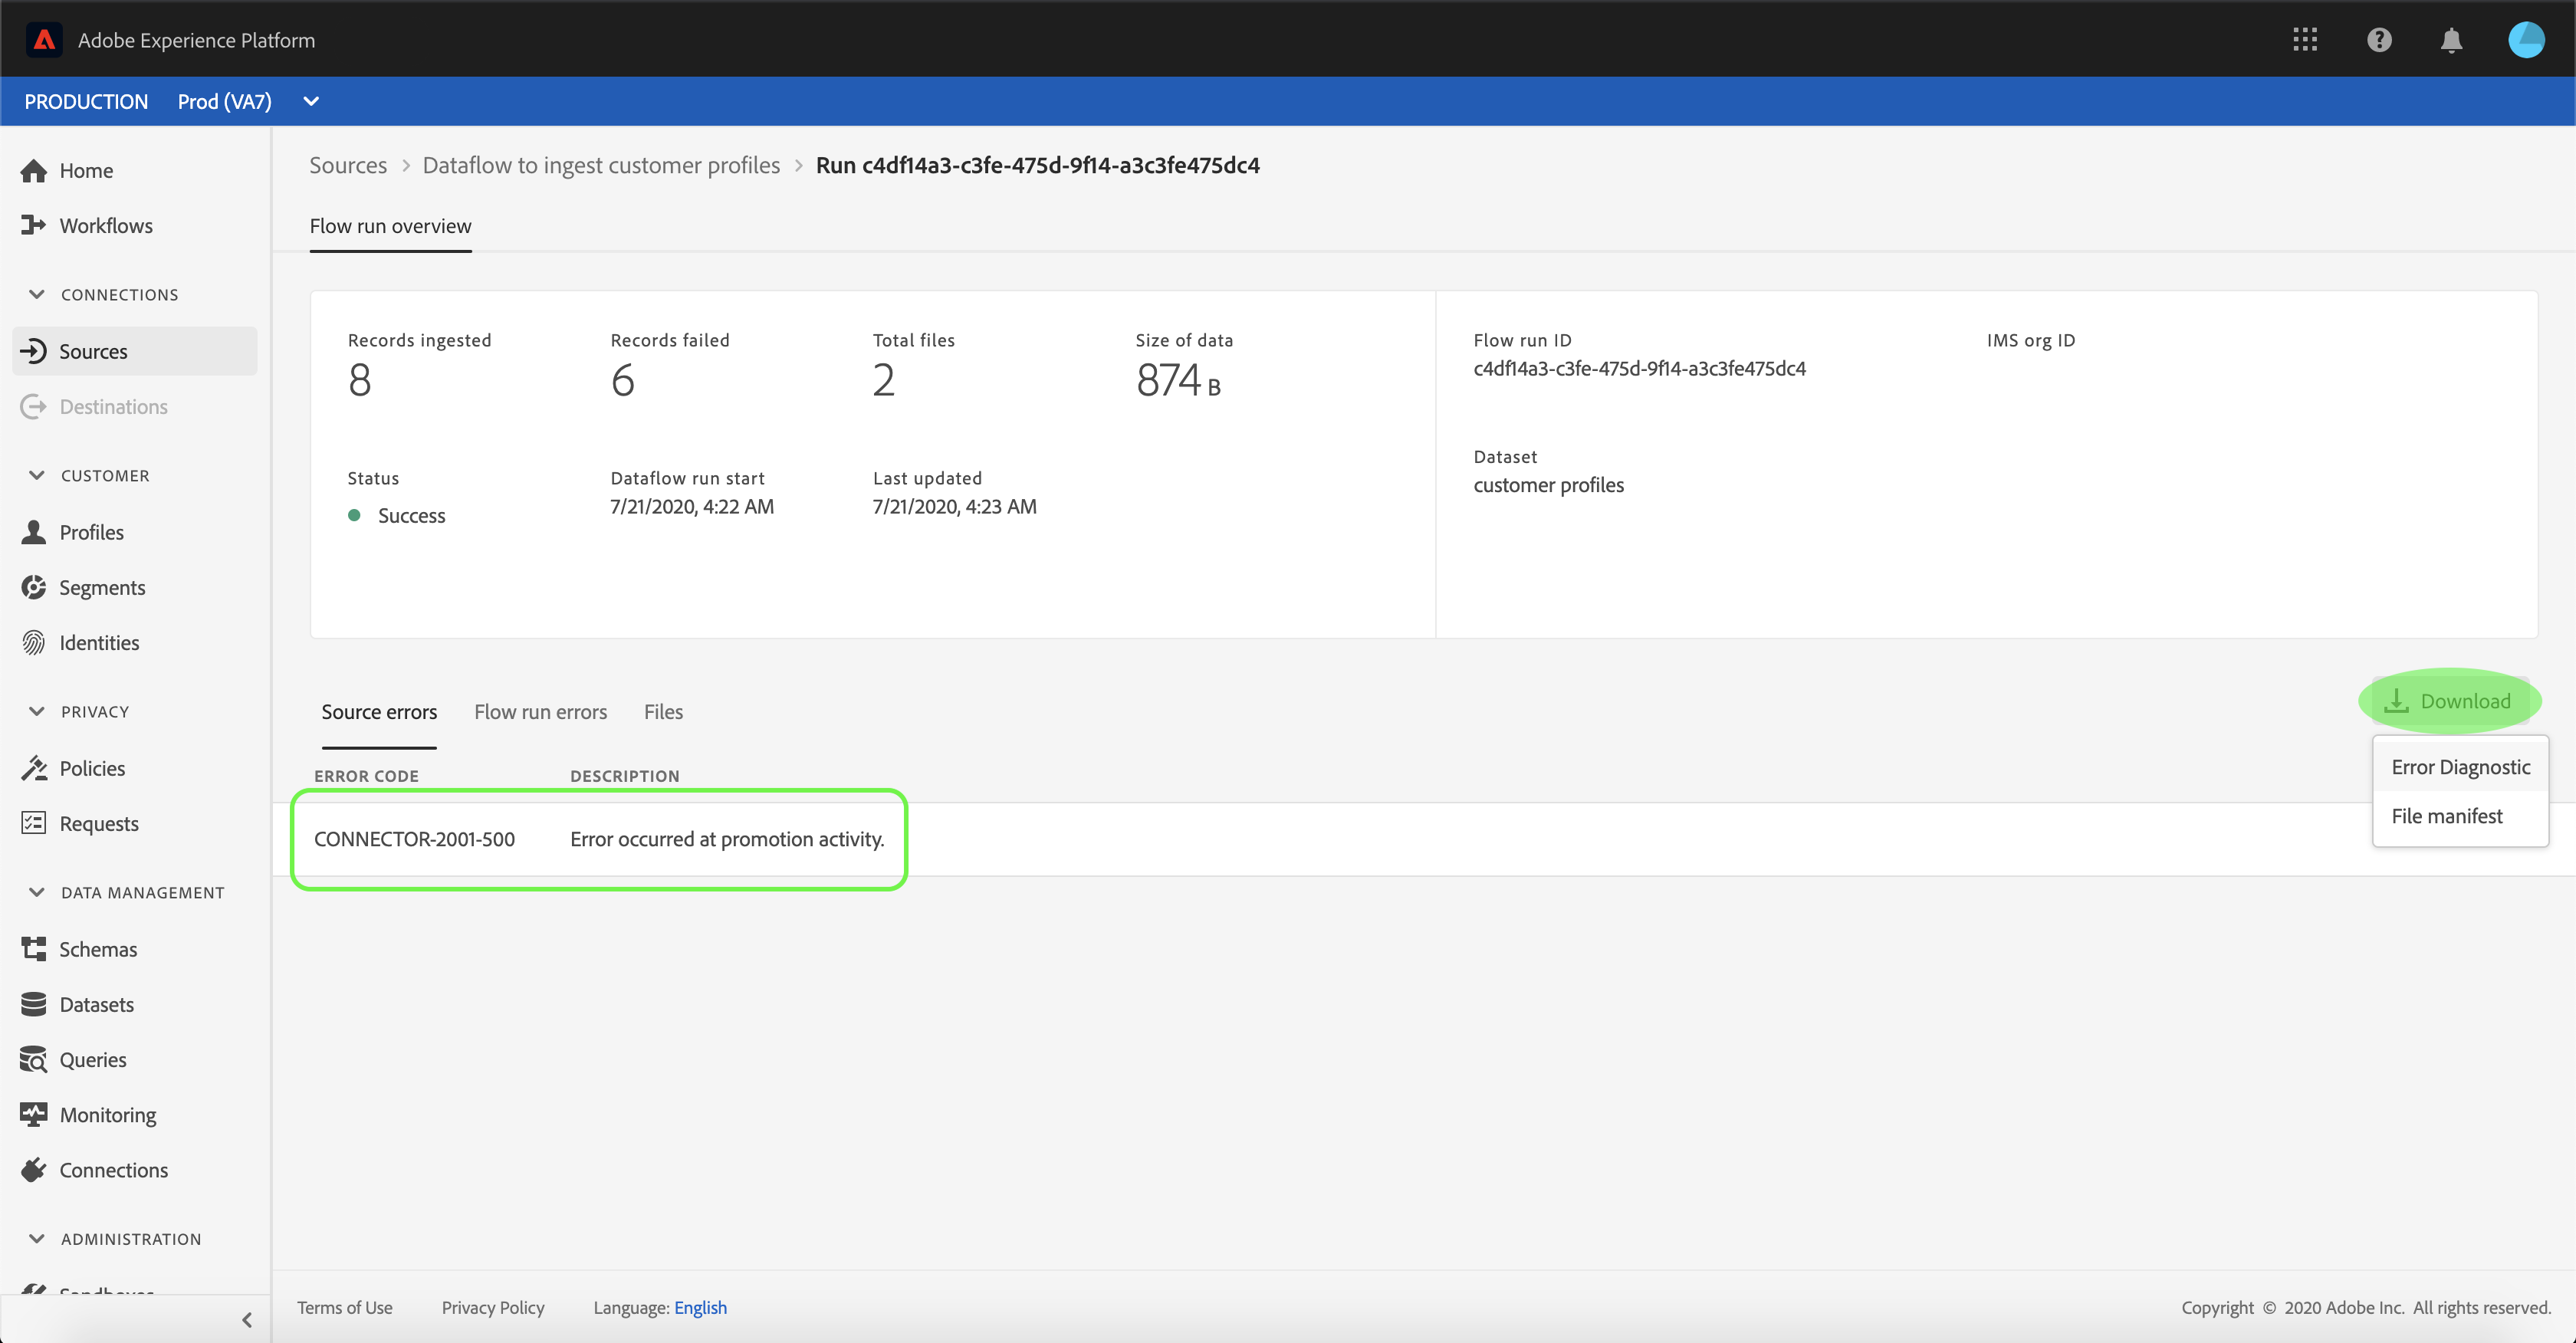 Adobe Experience Platform
PRODUCTION Prod (VA7)
Home
Workflows
CONNECTIONS
Sources
Destinations
CUSTOMER
Profiles
Segments
Identities
PRIVACY
Policies
Requests
DATA MANAGEMENT
Schemas
Datasets
Queries
Monitoring
Connections
ADMINISTRATION
Sources > Dataflow to ingest customer profiles > Run c4df14a3-c3fe-475d-9f14-a3c3fe475dc4
Flow run overview
Records ingested
8
Records failed
6
Total files
2
Size of data
874 B
Status
Success
Dataflow run start
7/21/2020, 4:22 AM
Last updated
7/21/2020, 4:23 AM
Flow run ID
c4df14a3-c3fe-475d-9f14-a3c3fe475dc4
IMS org ID
Dataset
customer profiles
Source errors Flow run errors Files
Download
Error Diagnostic
File manifest
ERROR CODE DESCRIPTION
CONNECTOR-2001-500 Error occurred at promotion activity.
Terms of Use Privacy Policy Language: English
Copyright © 2020 Adobe Inc. All rights reserved.